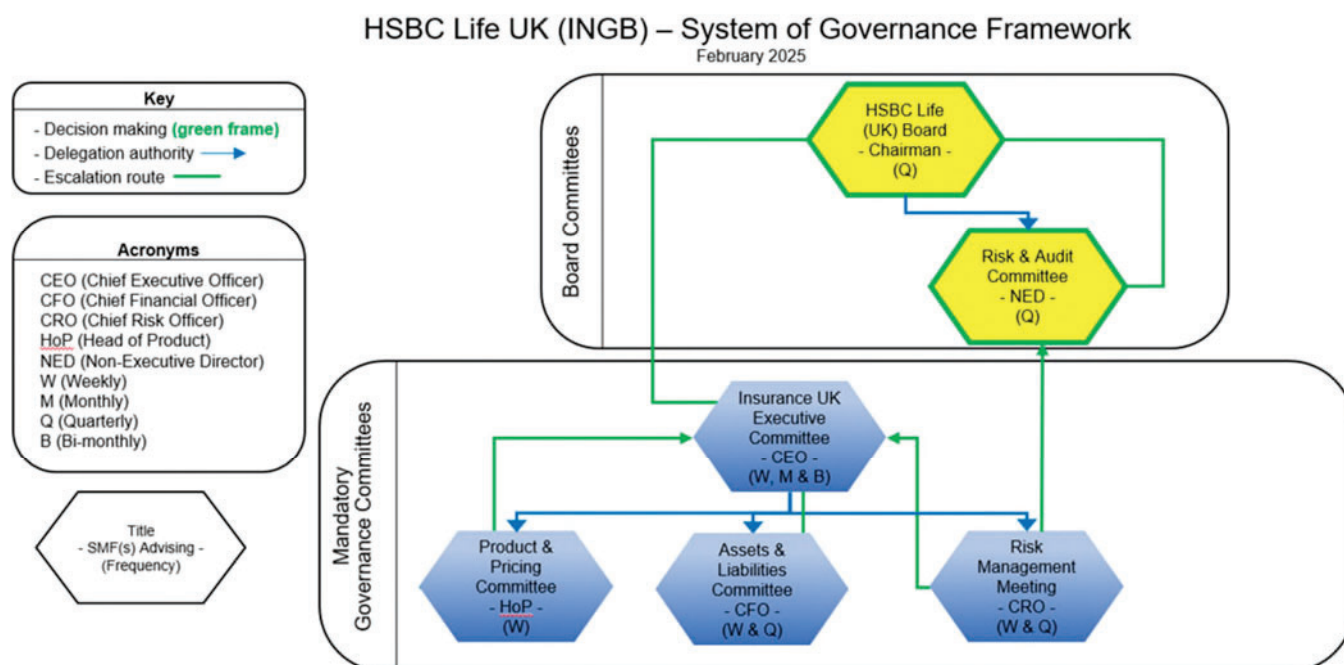 HSBC Life UK (INGB) – System of Governance Framework
February 2025
Key
- Decision making (green frame)
- Delegation authority
- Escalation route
Acronyms
CEO (Chief Executive Officer)
CFO (Chief Financial Officer)
CRO (Chief Risk Officer)
HoP (Head of Product)
NED (Non-Executive Director)
W (Weekly)
M (Monthly)
Q (Quarterly)
B (Bi-monthly)
Title
- SMF(s) Advising -
(Frequency)
Board Committees
HSBC Life
(UK) Board
- Chairman -
(Q)
Risk & Audit
Committee
- NED -
(Q)
Mandatory
Governance Committees
Insurance UK
Executive
Committee
- CEO -
(W, M & B)
Product &
Pricing
Committee
- HoP -
(W)
Assets &
Liabilities
Committee
- CFO -
(W & Q)
Risk
Management
Meeting
- CRO -
(W & Q)